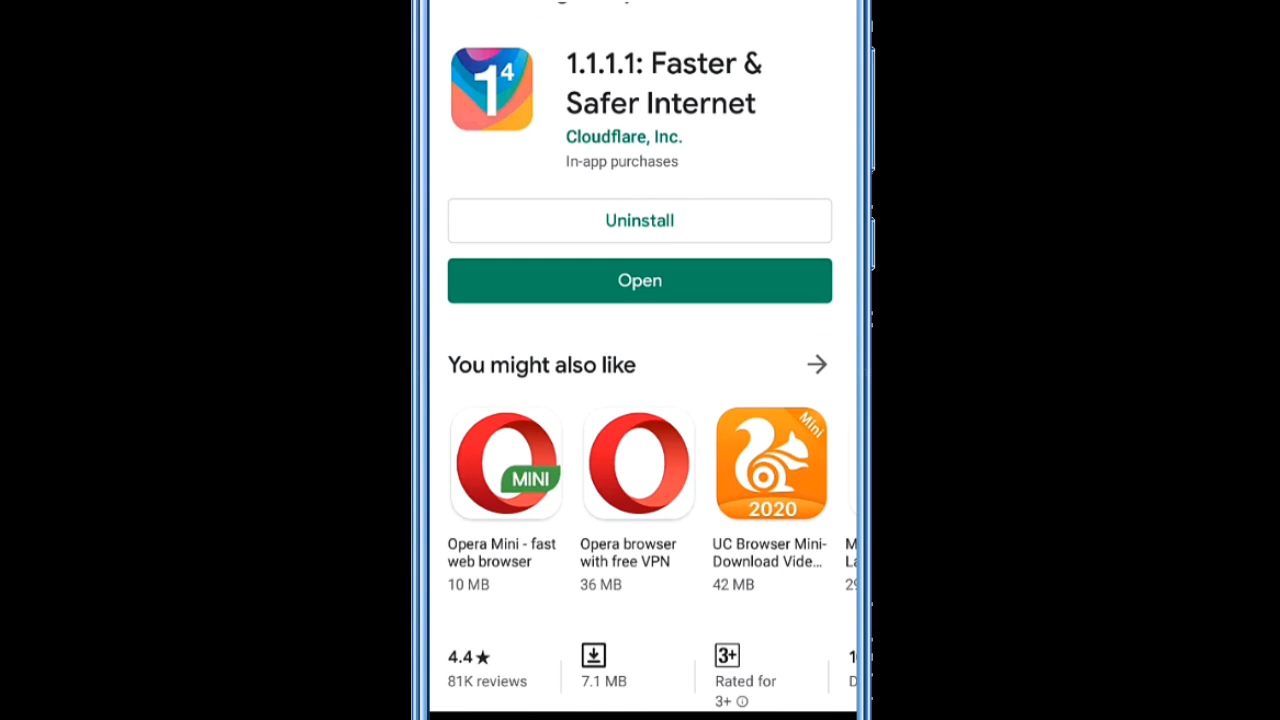 1⁴
1.1.1.1: Faster &
Safer Internet
Cloudflare, Inc.
In-app purchases
Uninstall
Open
You might also like
MINI
Mini
2020
Opera Mini - fast
web browser
10 MB
Opera browser
with free VPN
36 MB
UC Browser Mini-
Download Vide...
42 MB
4.4★
81K reviews
7.1 MB
3+
Rated for
3+